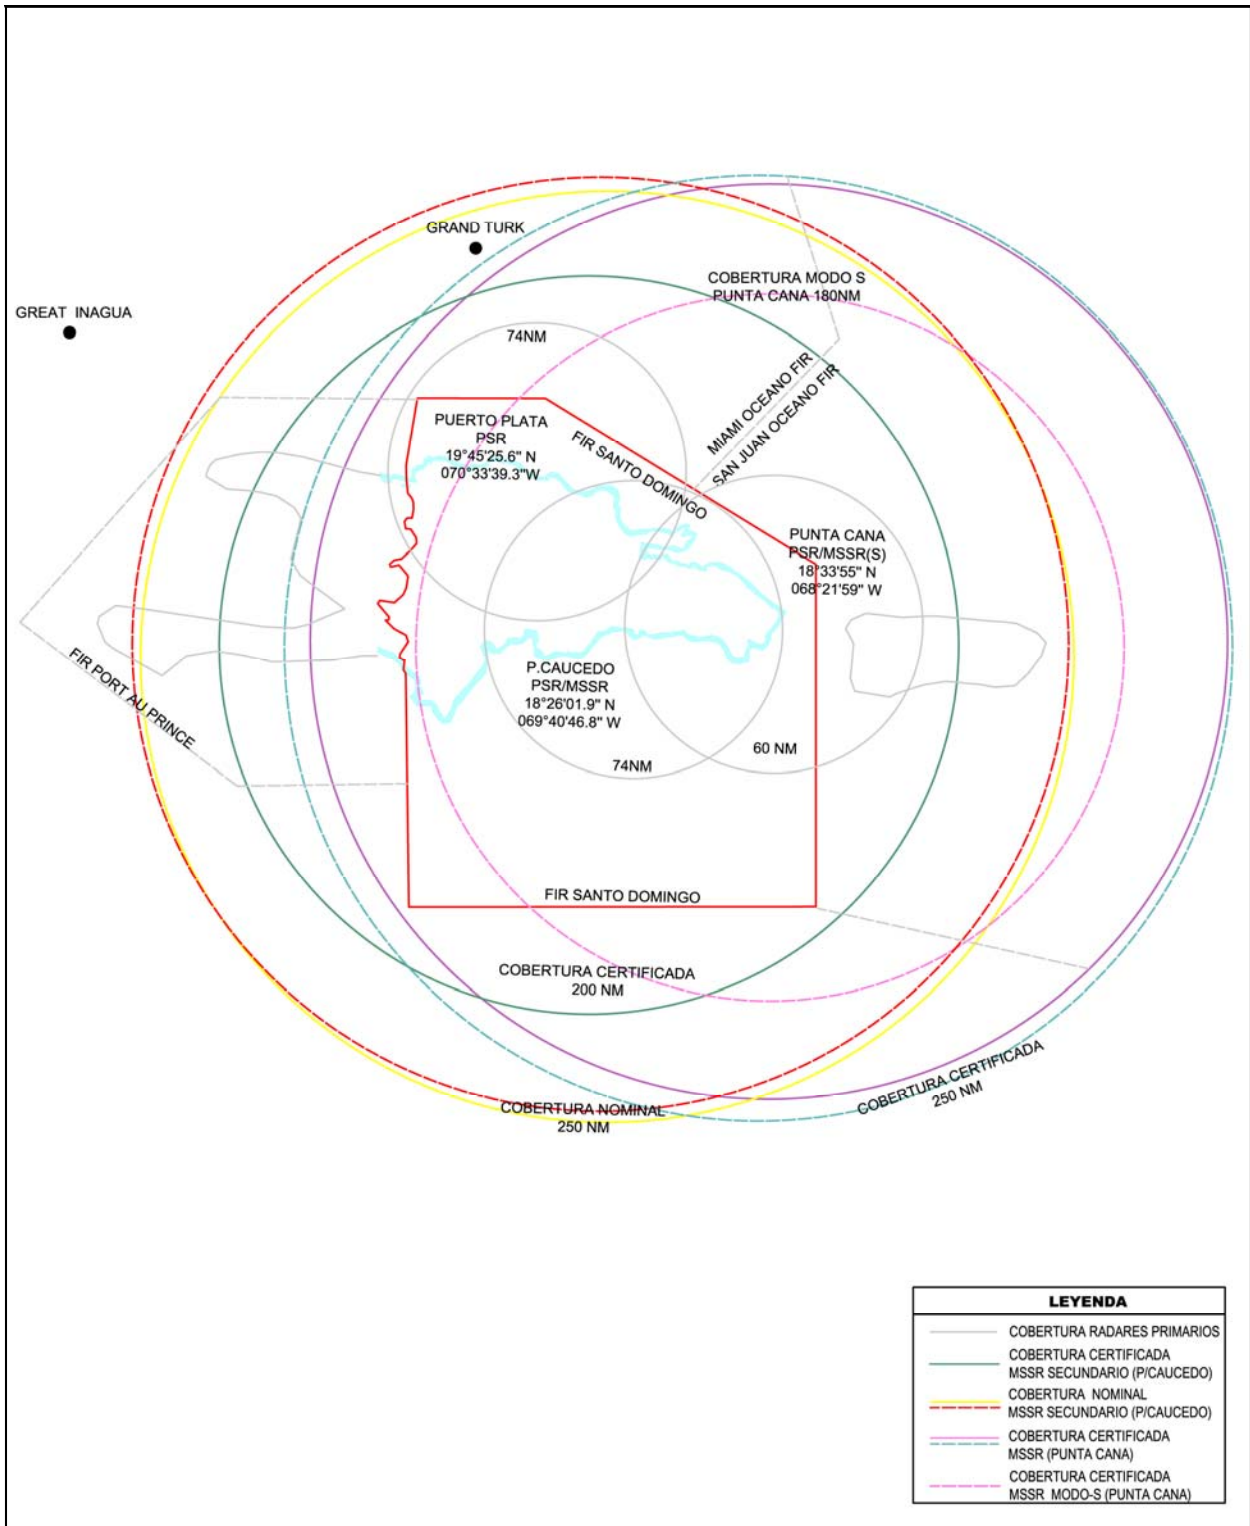 GRAND TURK
GREAT INAGUA
COBERTURA MODO S
PUNTA CANA 180NM
74NM
MIAMI OCEANO FIR
SAN JUAN OCEANO FIR
PUERTO PLATA
PSR
19°45'25.6" N
070°33'39.3"W
FIR SANTO DOMINGO
PUNTA CANA
PSR/MSSR(S)
18°33'55" N
068°21'59" W
FIR PORT AU PRINCE
P.CAUCEDO
PSR/MSSR
18°26'01.9" N
069°40'46.8" W
60 NM
74NM
FIR SANTO DOMINGO
COBERTURA CERTIFICADA
200 NM
COBERTURA CERTIFICADA
250 NM
COBERTURA NOMINAL
250 NM
LEYENDA
COBERTURA RADARES PRIMARIOS
COBERTURA CERTIFICADA
MSSR SECUNDARIO (P/CAUCEDO)
COBERTURA NOMINAL
MSSR SECUNDARIO (P/CAUCEDO)
COBERTURA CERTIFICADA
MSSR (PUNTA CANA)
COBERTURA CERTIFICADA
MSSR MODO-S (PUNTA CANA)